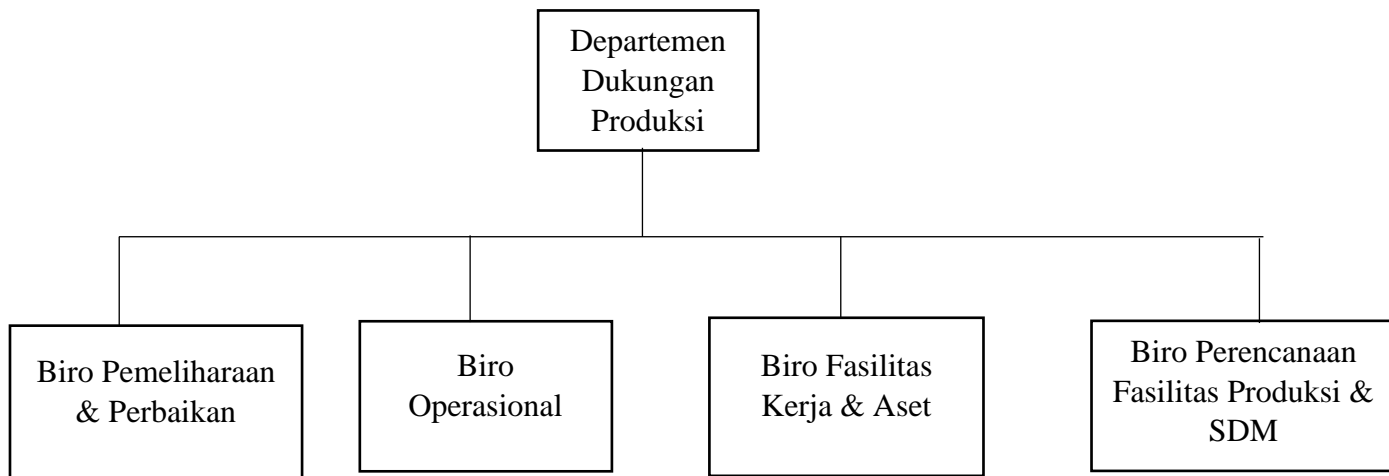 Departemen
Dukungan
Produksi
Biro Pemeliharaan
& Perbaikan
Biro
Operasional
Biro Fasilitas
Kerja & Aset
Biro Perencanaan
Fasilitas Produksi &
SDM